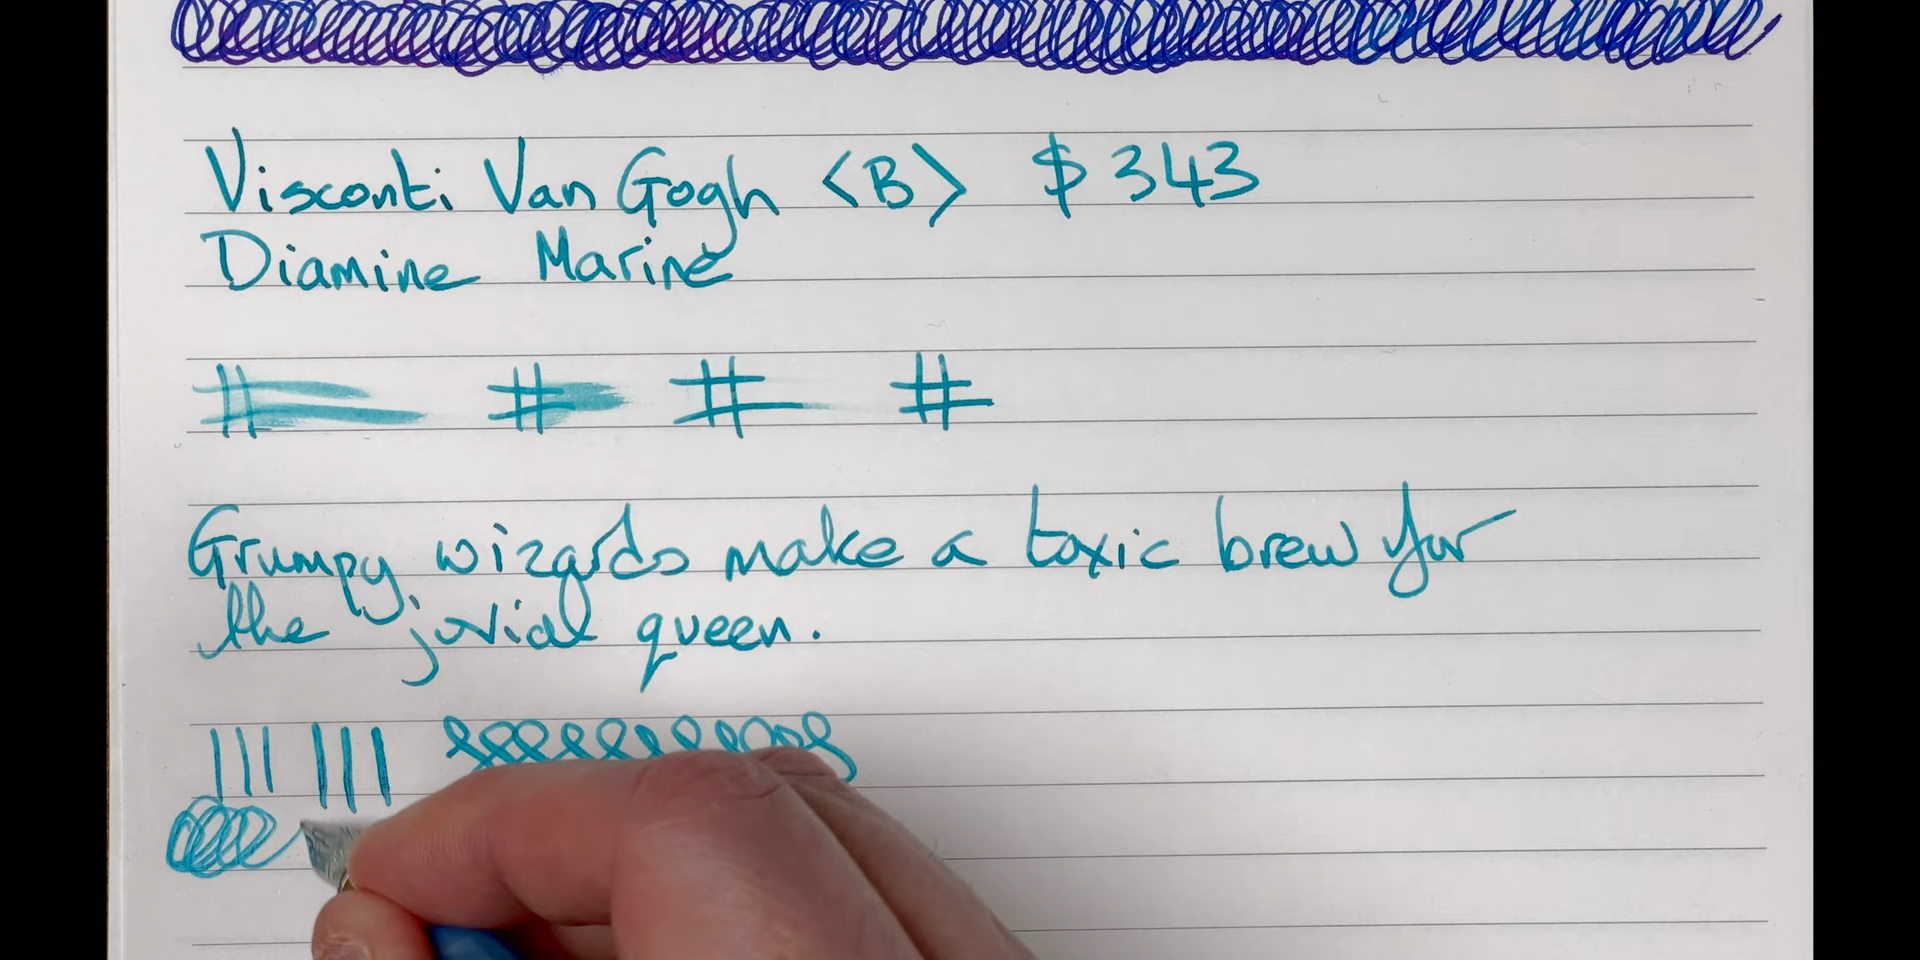 Visconti Van Gogh <B> $343
Diamine Marine
# # # #
Grumpy wizards make a toxic brew for
the jovial queen.